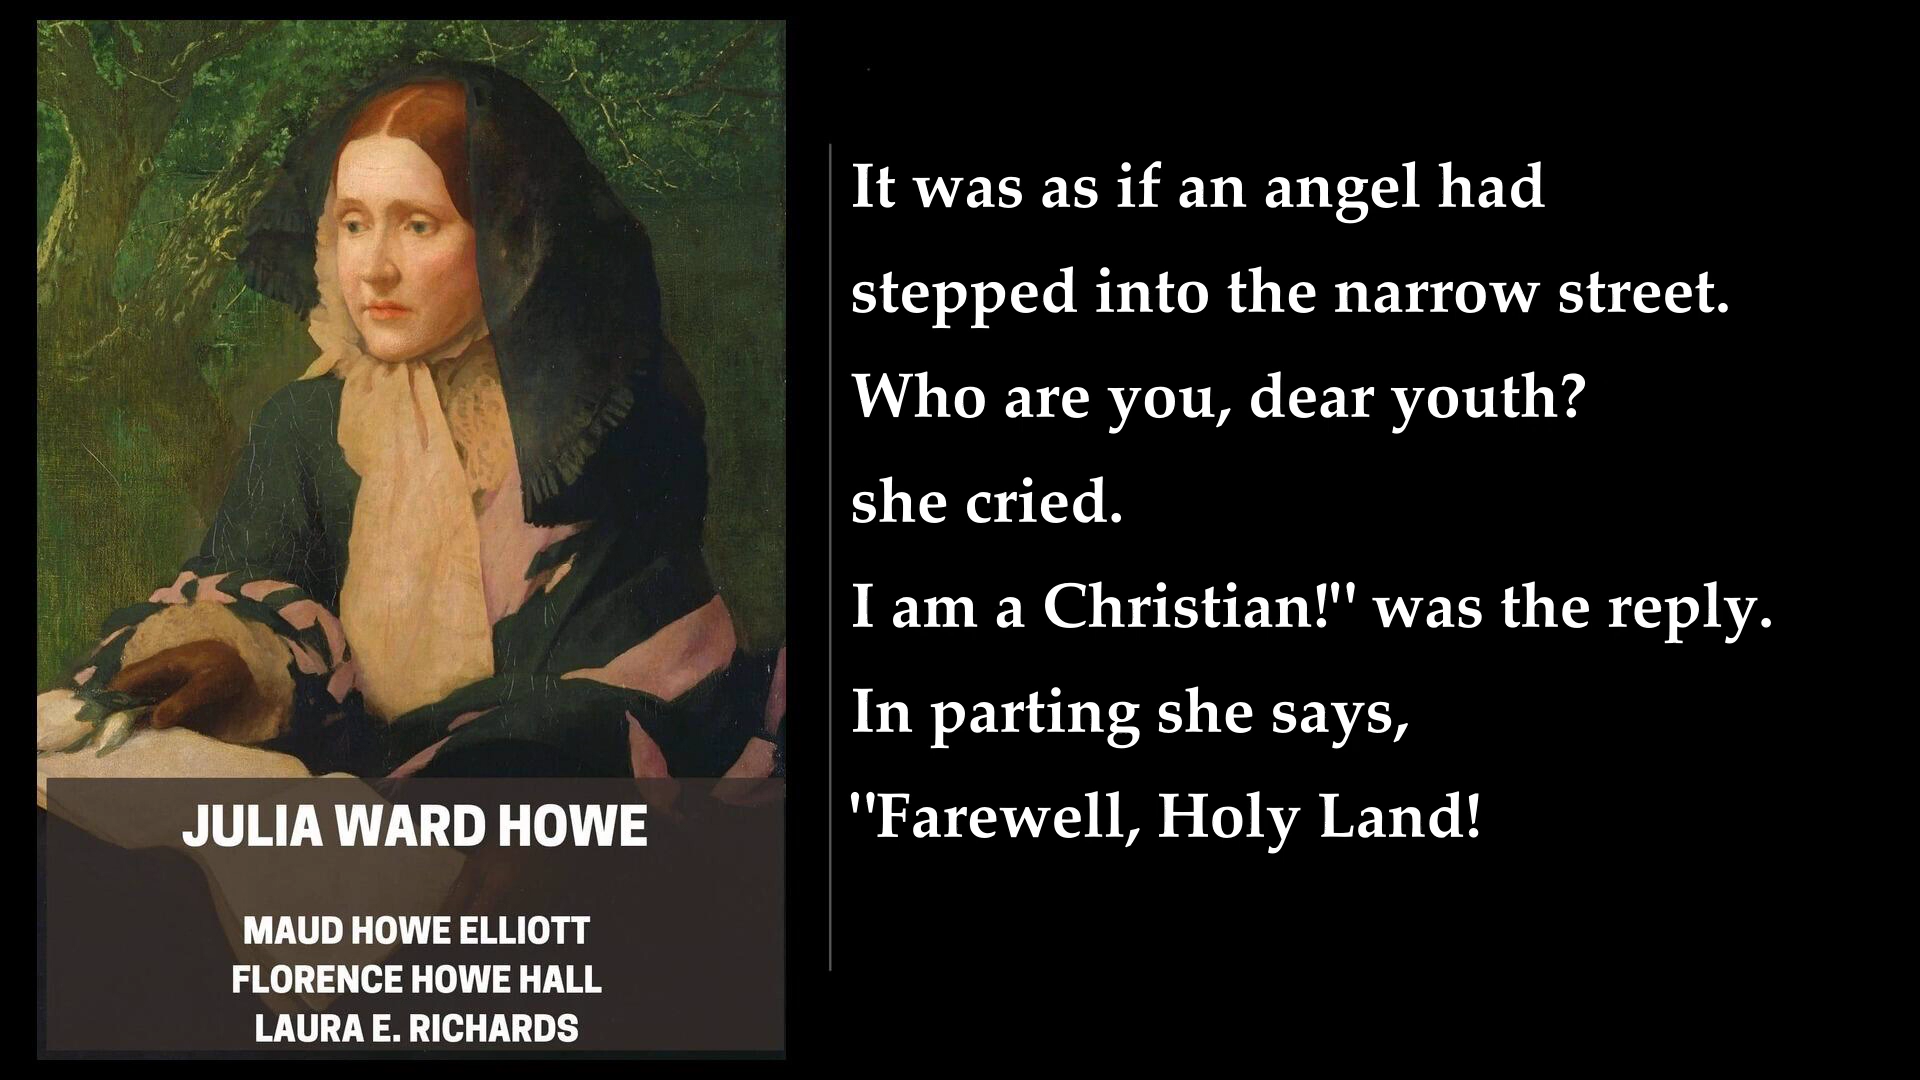 JULIA WARD HOWE
MAUD HOWE ELLIOTT
FLORENCE HOWE HALL
LAURA E. RICHARDS
It was as if an angel had
stepped into the narrow street.
Who are you, dear youth?
she cried.
I am a Christian!" was the reply.
In parting she says,
"Farewell, Holy Land!